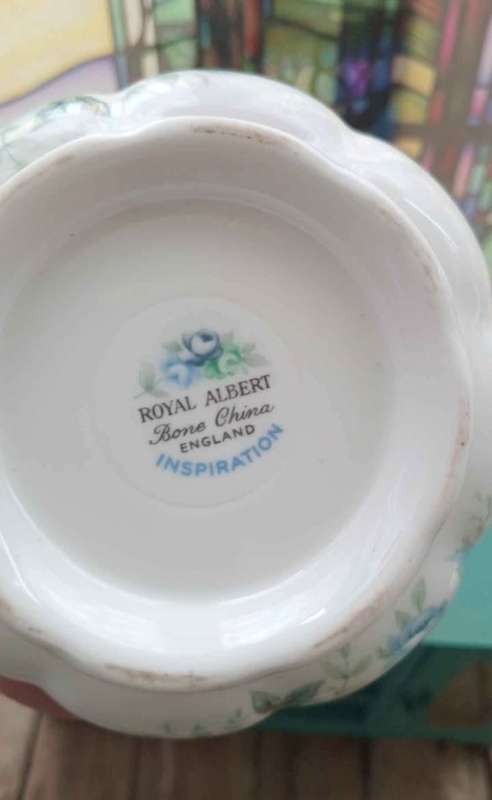 ROYAL ALBERT
Bone China
ENGLAND
INSPIRATION